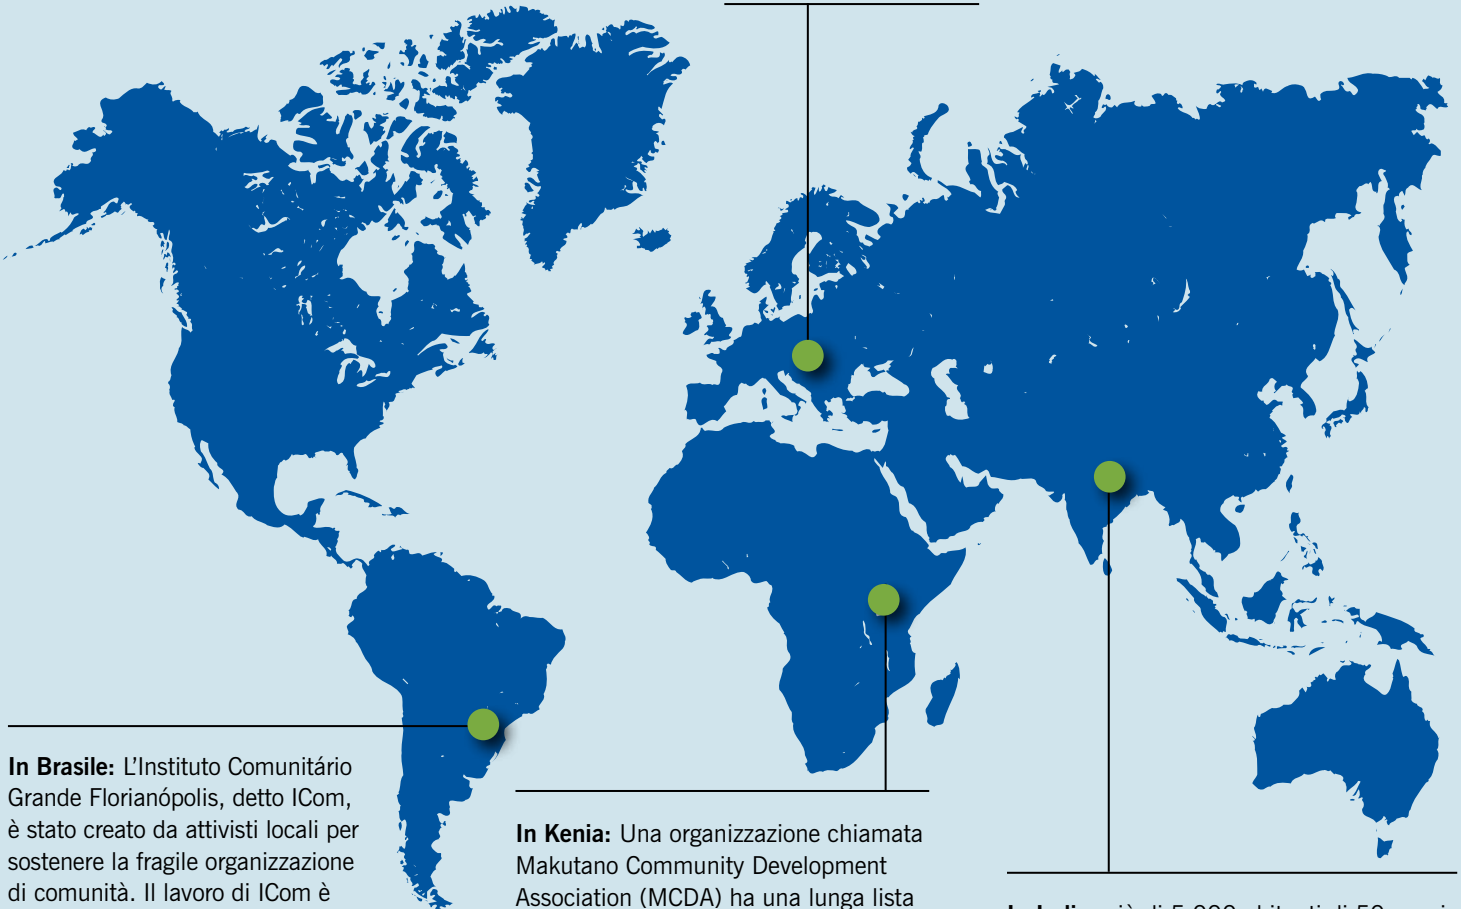 In Brasile: L'Instituto Comunitário
Grande Florianópolis, detto ICom,
è stato creato da attivisti locali per
sostenere la fragile organizzazione
di comunità. Il lavoro di ICom è
In Kenia: Una organizzazione chiamata
Makutano Community Development
Association (MCDA) ha una lunga lista